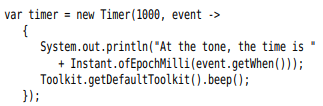 var timer = new Timer(1000, event ->
{
System.out.println("At the tone, the time is "
+ Instant.ofEpochMilli(event.getWhen()));
Toolkit.getDefaultToolkit().beep();
});